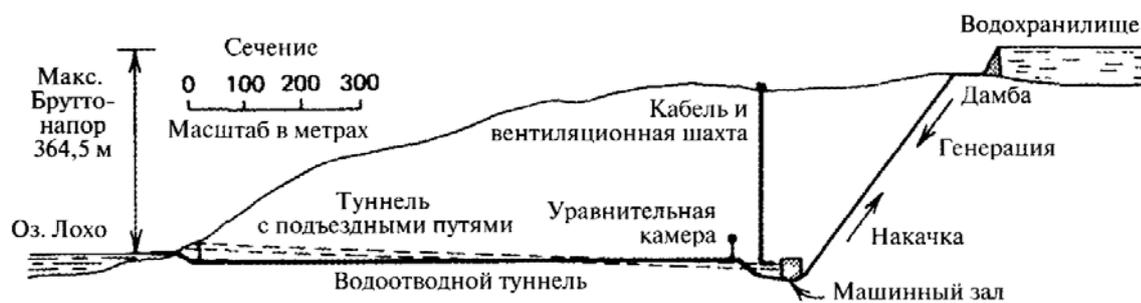 Водохранилище
Сечение
0 100 200 300
Масштаб в метрах
Макс.
Брутто-
напор
364,5 м
Кабель и
вентиляционная шахта
Дамба
Генерация
Туннель
с подъездными путями
Уравнительная
камера
Оз. Лохо
Накачка
Водоотводной туннель
Машинный зал